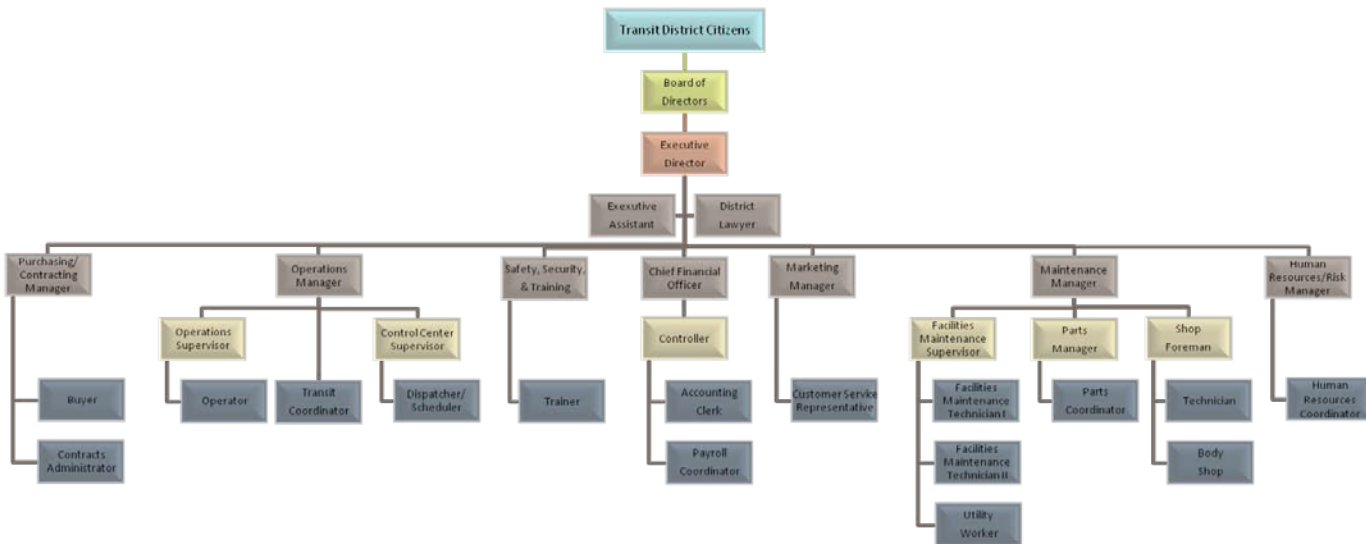 Transit District Citizens
Board of
Directors
Executive
Director
Exexutive
Assistant
District
Lawyer
Purchasing/
Contracting
Manager
Operations
Manager
Safety, Security,
& Training
Chief Financial
Officer
Marketing
Manager
Maintenance
Manager
Human
Resources/Risk
Manager
Operations
Supervisor
Control Center
Supervisor
Controller
Facilities
Maintenance
Supervisor
Parts
Manager
Shop
Foreman
Buyer
Operator
Transit
Coordinator
Dispatcher/
Scheduler
Trainer
Accounting
Clerk
Customer Service
Representative
Facilities
Maintenance
Technician I
Parts
Coordinator
Technician
Human
Resources
Coordinator
Contracts
Administrator
Payroll
Coordinator
Facilities
Maintenance
Technician II
Body
Shop
Utility
Worker